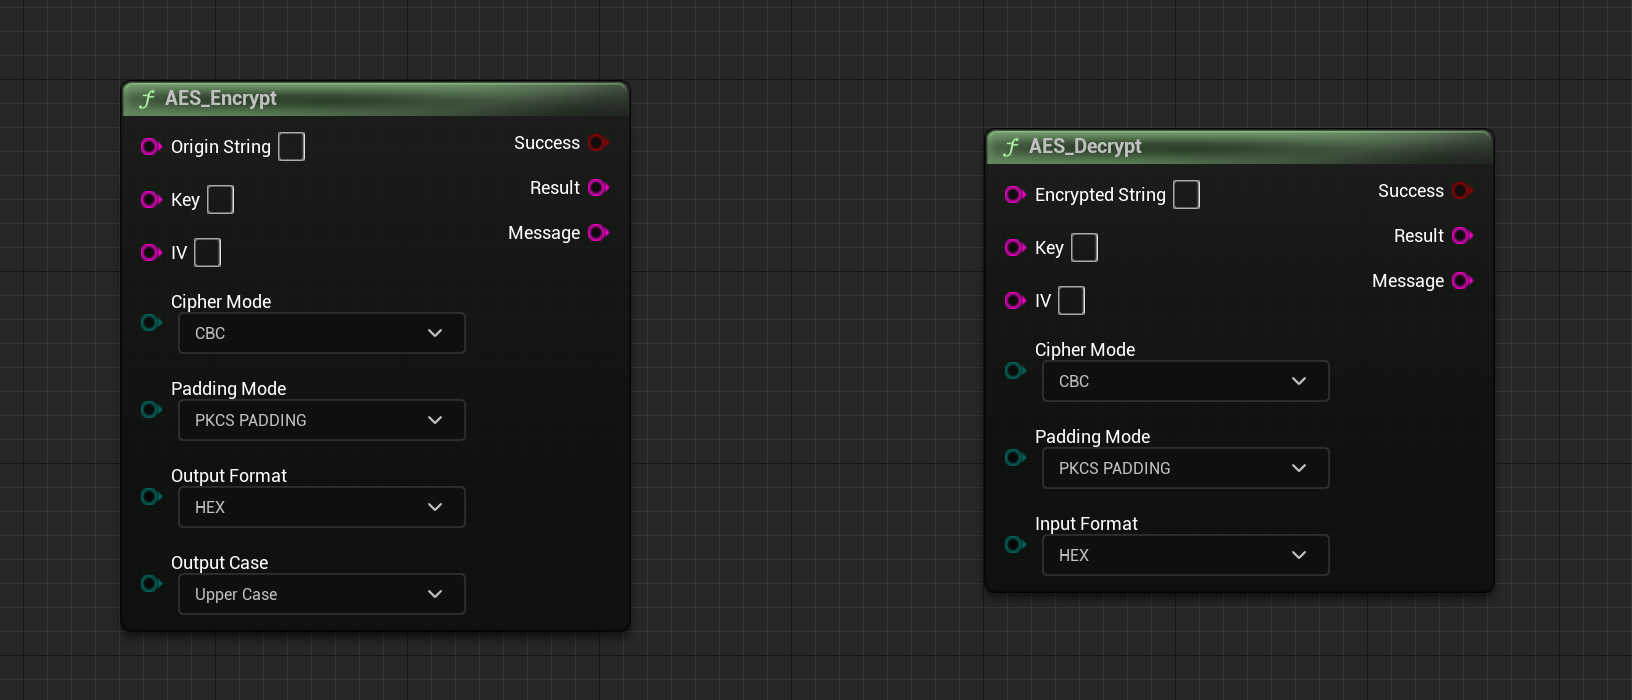 AES_Encrypt
Origin String
Success
Key
Result
IV
Message
Cipher Mode
CBC
Padding Mode
PKCS PADDING
Output Format
HEX
Output Case
Upper Case
AES_Decrypt
Encrypted String
Success
Key
Result
IV
Message
Cipher Mode
CBC
Padding Mode
PKCS PADDING
Input Format
HEX